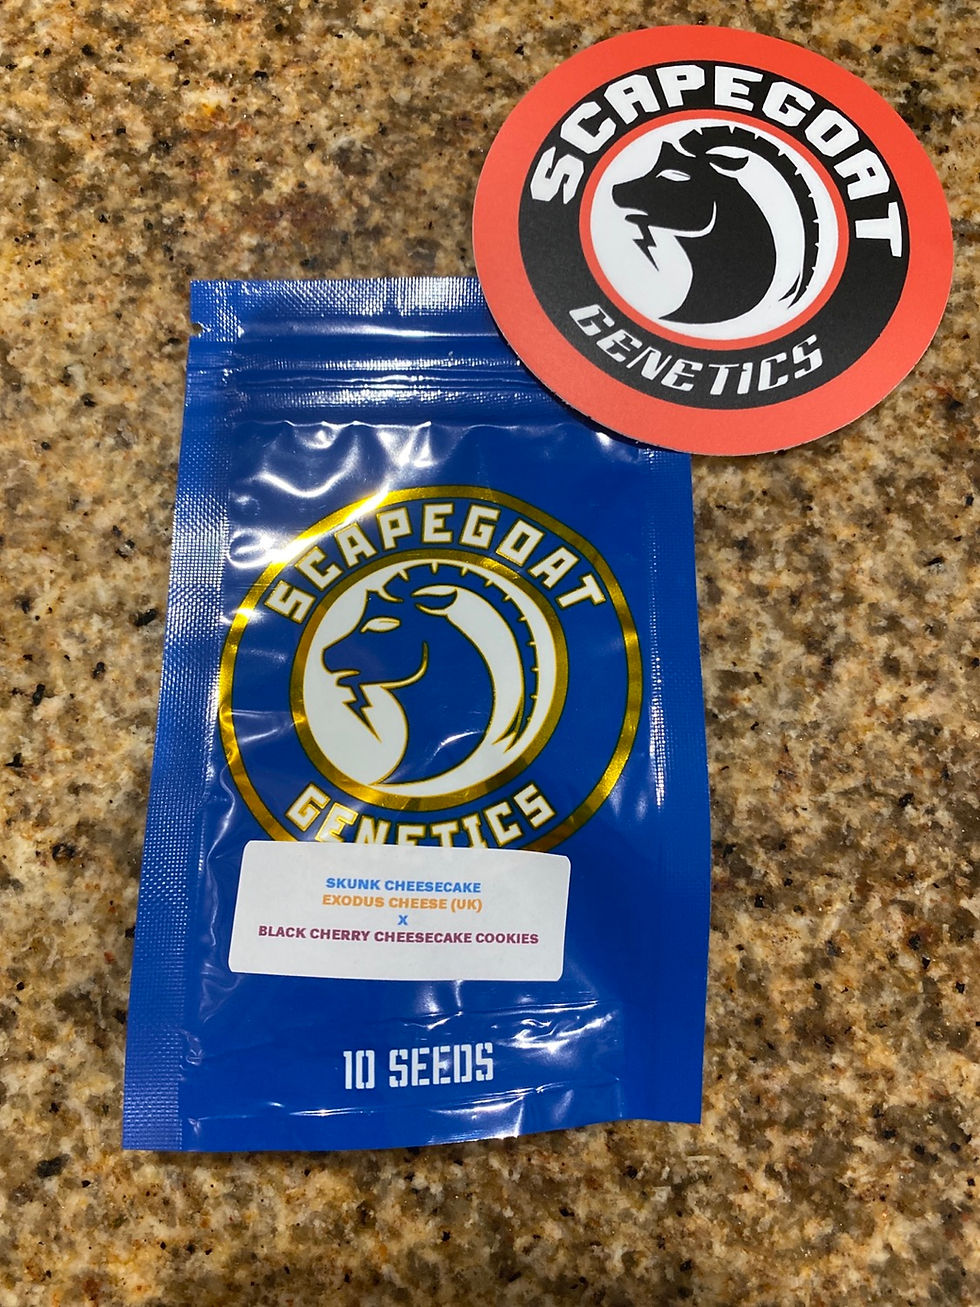 SCAPEGOAT
GENETICS
SCAPEGOAT
GENETICS
SKUNK CHEESECAKE
EXODUS CHEESE (UK)
X
BLACK CHERRY CHEESECAKE COOKIES
10 SEEDS